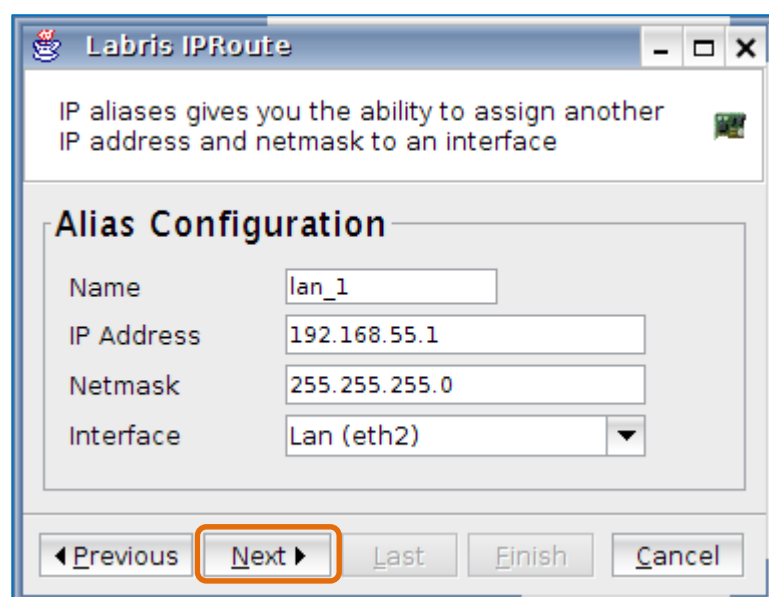 Labris IPRoute
IP aliases gives you the ability to assign another
IP address and netmask to an interface
Alias Configuration
Name lan_1
IP Address 192.168.55.1
Netmask 255.255.255.0
Interface Lan (eth2)
Previous Next Last Finish Cancel